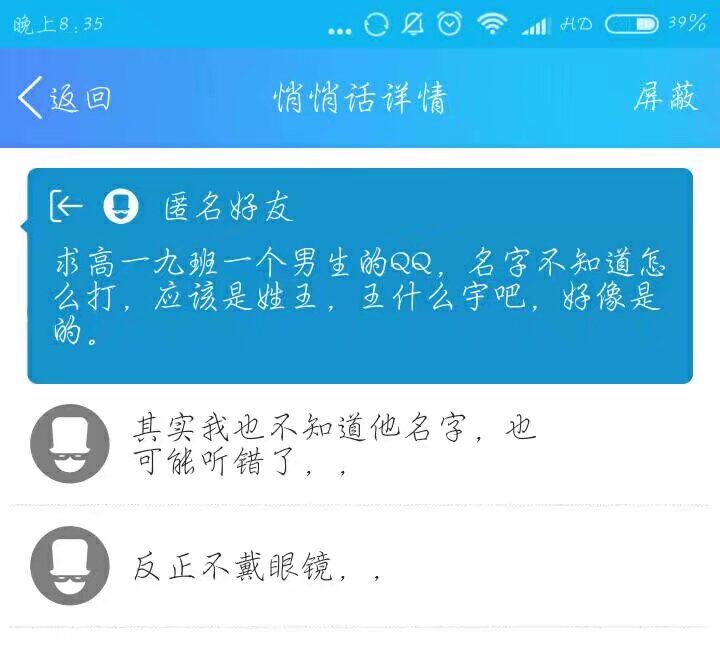 晚上8:35
... HD 39%
返回 悄悄话详情 屏蔽
匿名好友
求高一九班一个男生的QQ，名字不知道怎
么打，应该是姓王，王什么宇吧，好像是
的。
其实我也不知道他名字，也
可能听错了，，
反正不戴眼镜，，